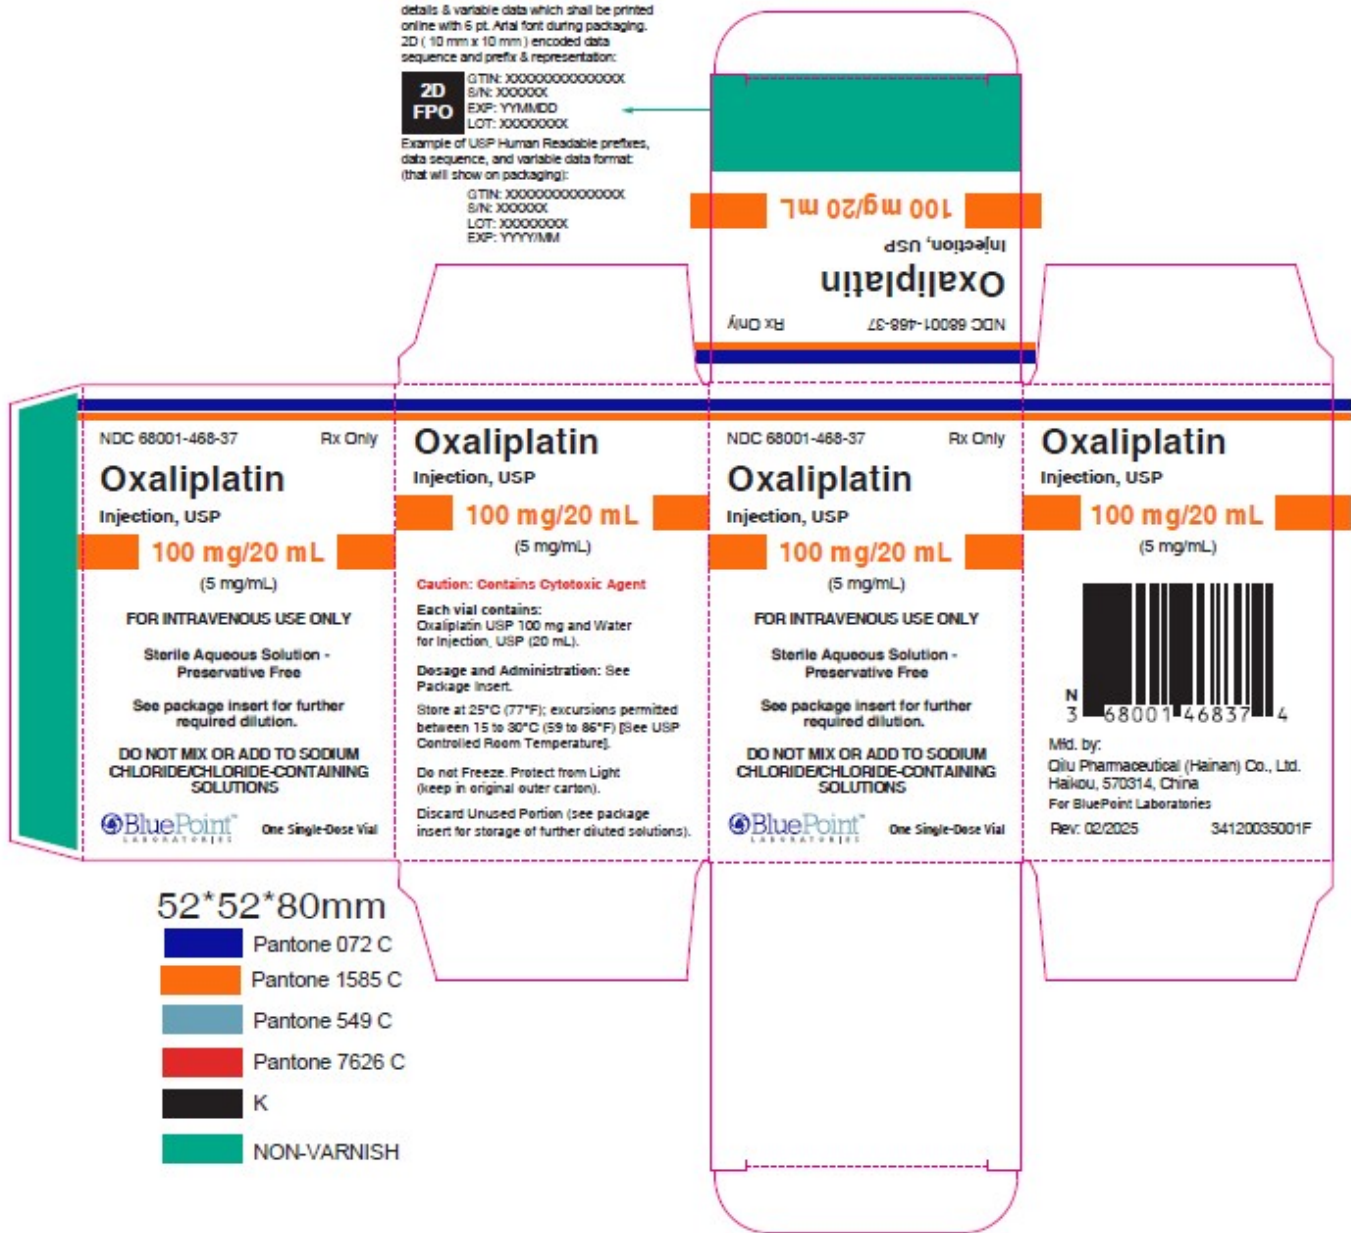 details & variable data which shall be printed
online with 6 pt. Arial font during packaging.
2D ( 10 mm x 10 mm ) encoded data
sequence and prefix & representation:
2D
FPO
GTIN: XXXXXXXXXXXXXXX
S/N: XXXXXX
EXP: YYMMDD
LOT: XXXXXXXX
Example of USP Human Readable prefixes,
data sequence, and variable data format:
(that will show on packaging):
GTIN: XXXXXXXXXXXXXXX
S/N: XXXXXX
LOT: XXXXXXXX
EXP: YYYY/MM
NDC 68001-468-37 Rx Only
Oxaliplatin
Injection, USP
100 mg/20 mL
NDC 68001-468-37 Rx Only
Oxaliplatin
Injection, USP
100 mg/20 mL
(5 mg/mL)
FOR INTRAVENOUS USE ONLY
Sterile Aqueous Solution -
Preservative Free
See package insert for further
required dilution.
DO NOT MIX OR ADD TO SODIUM
CHLORIDE/CHLORIDE-CONTAINING
SOLUTIONS
BluePoint™
LABORATORIES
One Single-Dose Vial
Oxaliplatin
Injection, USP
100 mg/20 mL
(5 mg/mL)
Caution: Contains Cytotoxic Agent
Each vial contains:
Oxaliplatin USP 100 mg and Water
for Injection, USP (20 mL).
Dosage and Administration: See
Package Insert.
Store at 25°C (77°F); excursions permitted
between 15 to 30°C (59 to 86°F) [See USP
Controlled Room Temperature].
Do not Freeze. Protect from Light
(keep in original outer carton).
Discard Unused Portion (see package
insert for storage of further diluted solutions).
NDC 68001-468-37 Rx Only
Oxaliplatin
Injection, USP
100 mg/20 mL
(5 mg/mL)
FOR INTRAVENOUS USE ONLY
Sterile Aqueous Solution -
Preservative Free
See package insert for further
required dilution.
DO NOT MIX OR ADD TO SODIUM
CHLORIDE/CHLORIDE-CONTAINING
SOLUTIONS
BluePoint™
LABORATORIES
One Single-Dose Vial
Oxaliplatin
Injection, USP
100 mg/20 mL
(5 mg/mL)
N
3 68001 46837 4
Mfd. by:
Qilu Pharmaceutical (Hainan) Co., Ltd.
Haikou, 570314, China
For BluePoint Laboratories
Rev: 02/2025 34120035001F
52*52*80mm
Pantone 072 C
Pantone 1585 C
Pantone 549 C
Pantone 7626 C
K
NON-VARNISH